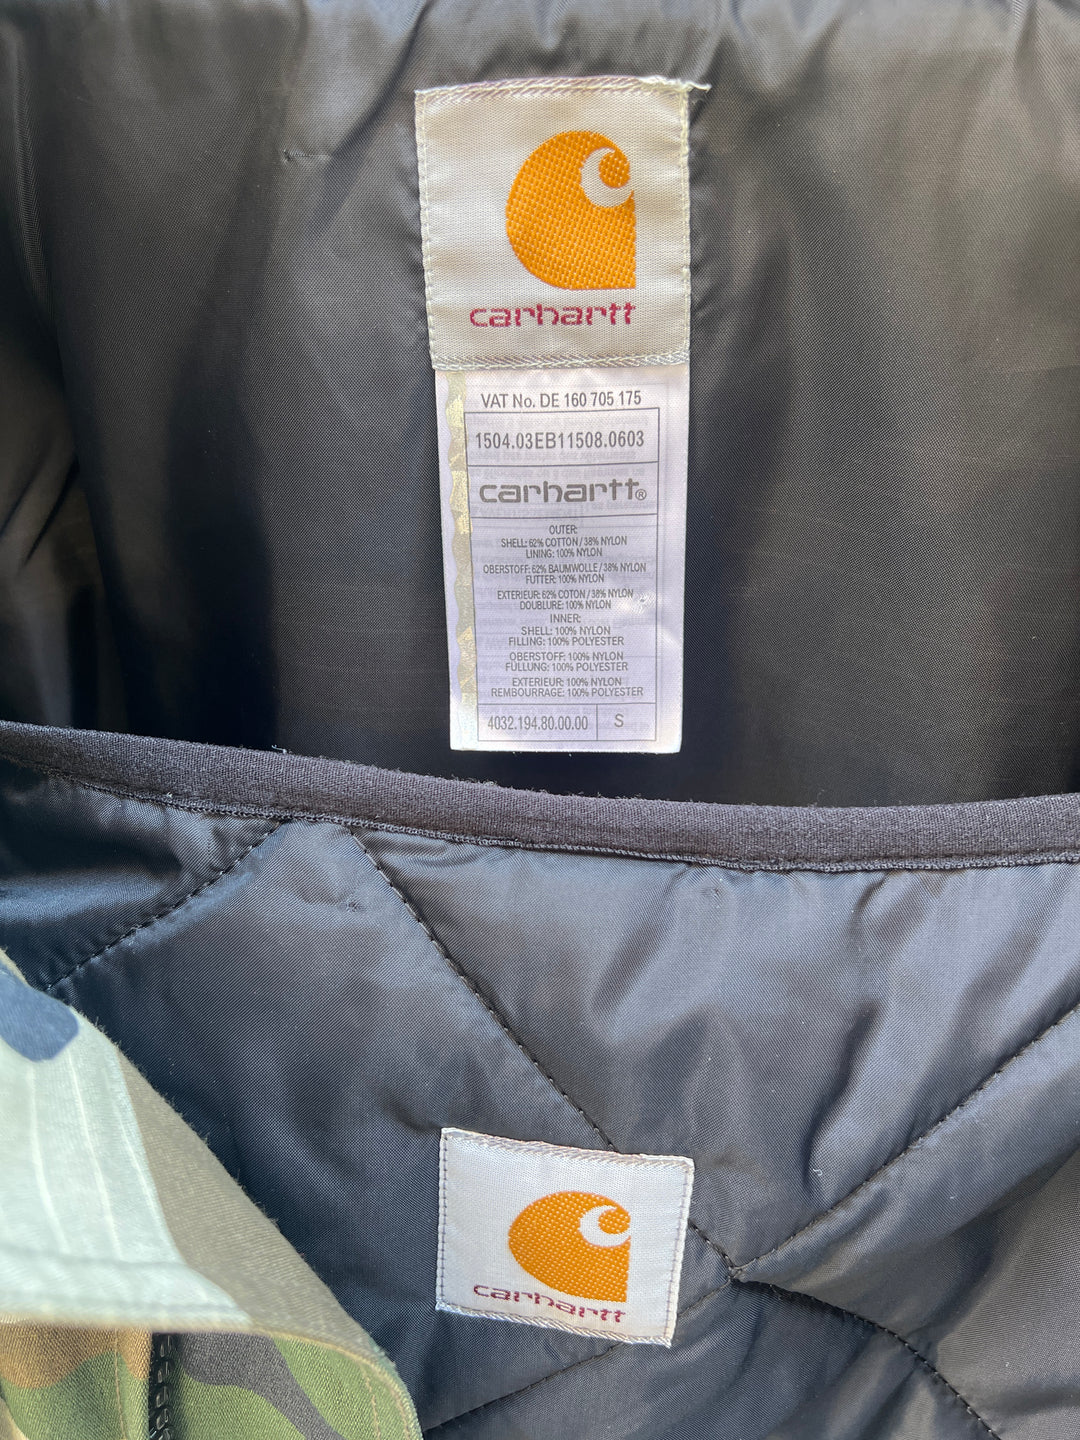 carhartt
VAT No. DE 160 705 175
1504.03EB11508.0603
carhartt®
OUTER:
SHELL: 62% COTTON / 38% NYLON
LINING: 100% NYLON
OBERSTOFF: 62% BAUMWOLLE / 38% NYLON
FUTTER: 100% NYLON
EXTERIEUR: 62% COTON / 38% NYLON
DOUBLURE: 100% NYLON
INNER:
SHELL: 100% NYLON
FILLING: 100% POLYESTER
OBERSTOFF: 100% NYLON
FÜLLUNG: 100% POLYESTER
EXTERIEUR: 100% NYLON
REMBOURRAGE: 100% POLYESTER
4032.194.80.00.00 S
carhartt